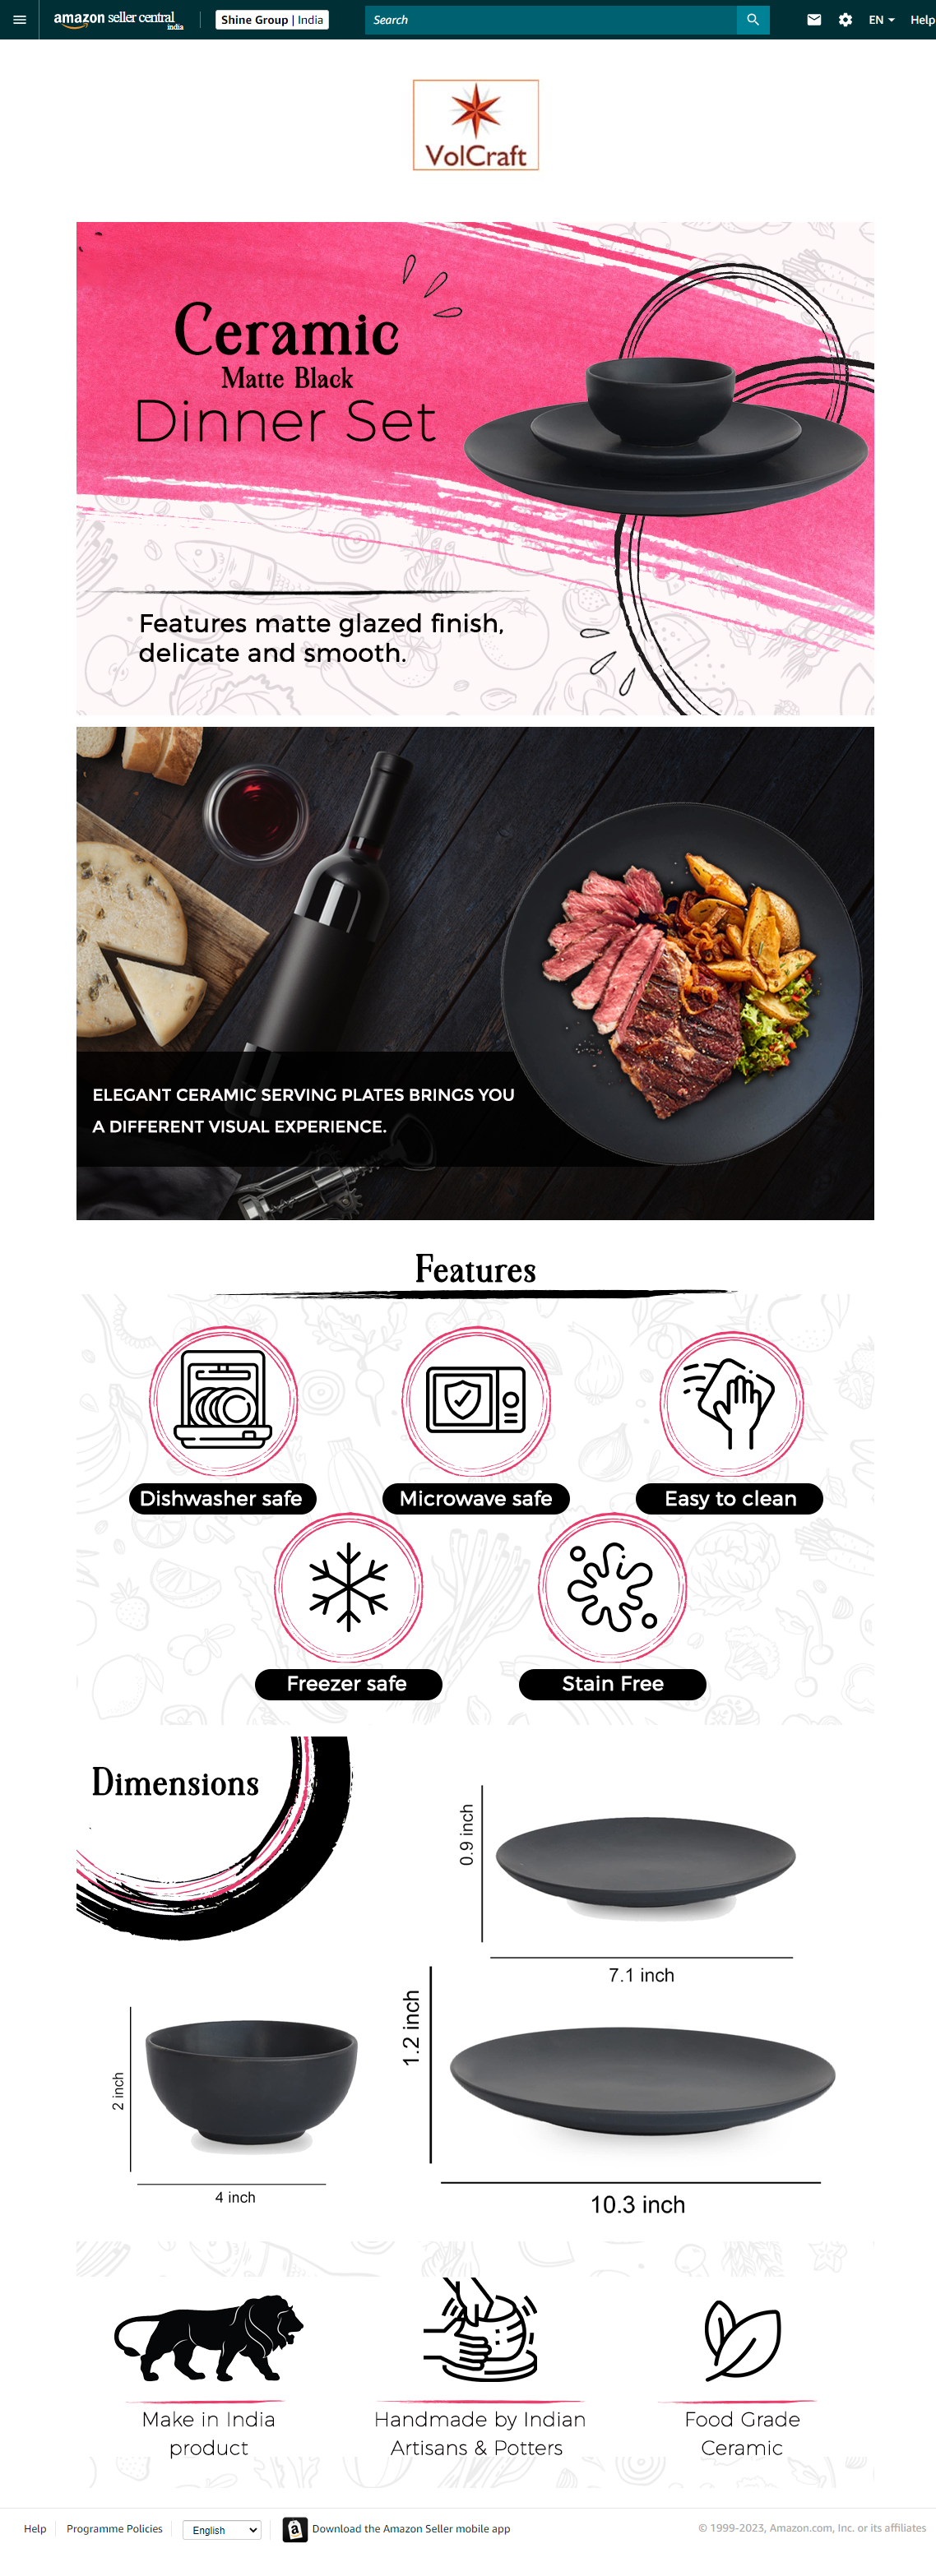 amazon seller central
india
Shine Group | India
Search
EN
Help
VolCraft
Ceramic
Matte Black
Dinner Set
Features matte glazed finish,
delicate and smooth.
ELEGANT CERAMIC SERVING PLATES BRINGS YOU
A DIFFERENT VISUAL EXPERIENCE.
Features
Dishwasher safe
Microwave safe
Easy to clean
Freezer safe
Stain Free
Dimensions
0.9 inch
7.1 inch
1.2 inch
2 inch
4 inch
10.3 inch
Make in India
product
Handmade by Indian
Artisans & Potters
Food Grade
Ceramic
Help
Programme Policies
English
Download the Amazon Seller mobile app
© 1999-2023, Amazon.com, Inc. or its affiliates